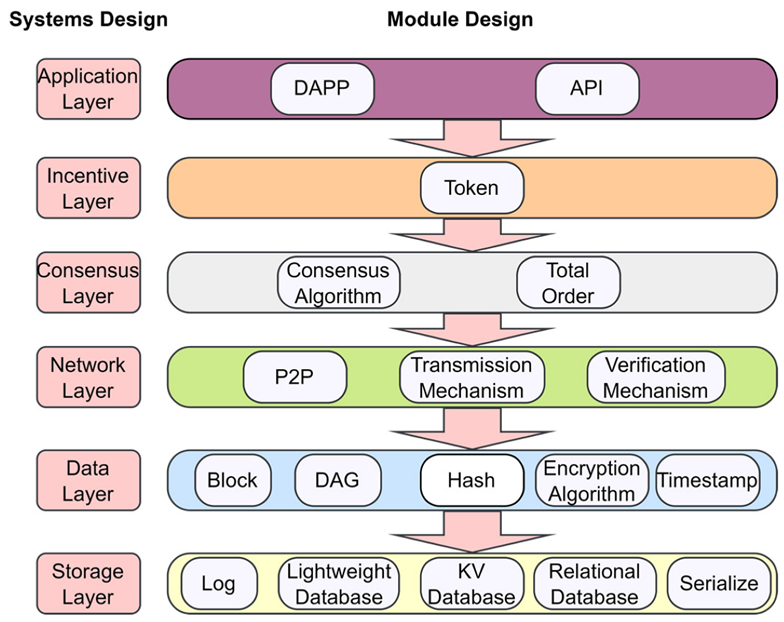 Systems Design
Module Design
Application
Layer
DAPP
API
Incentive
Layer
Token
Consensus
Layer
Consensus
Algorithm
Total
Order
Network
Layer
P2P
Transmission
Mechanism
Verification
Mechanism
Data
Layer
Block
DAG
Hash
Encryption
Algorithm
Timestamp
Storage
Layer
Log
Lightweight
Database
KV
Database
Relational
Database
Serialize